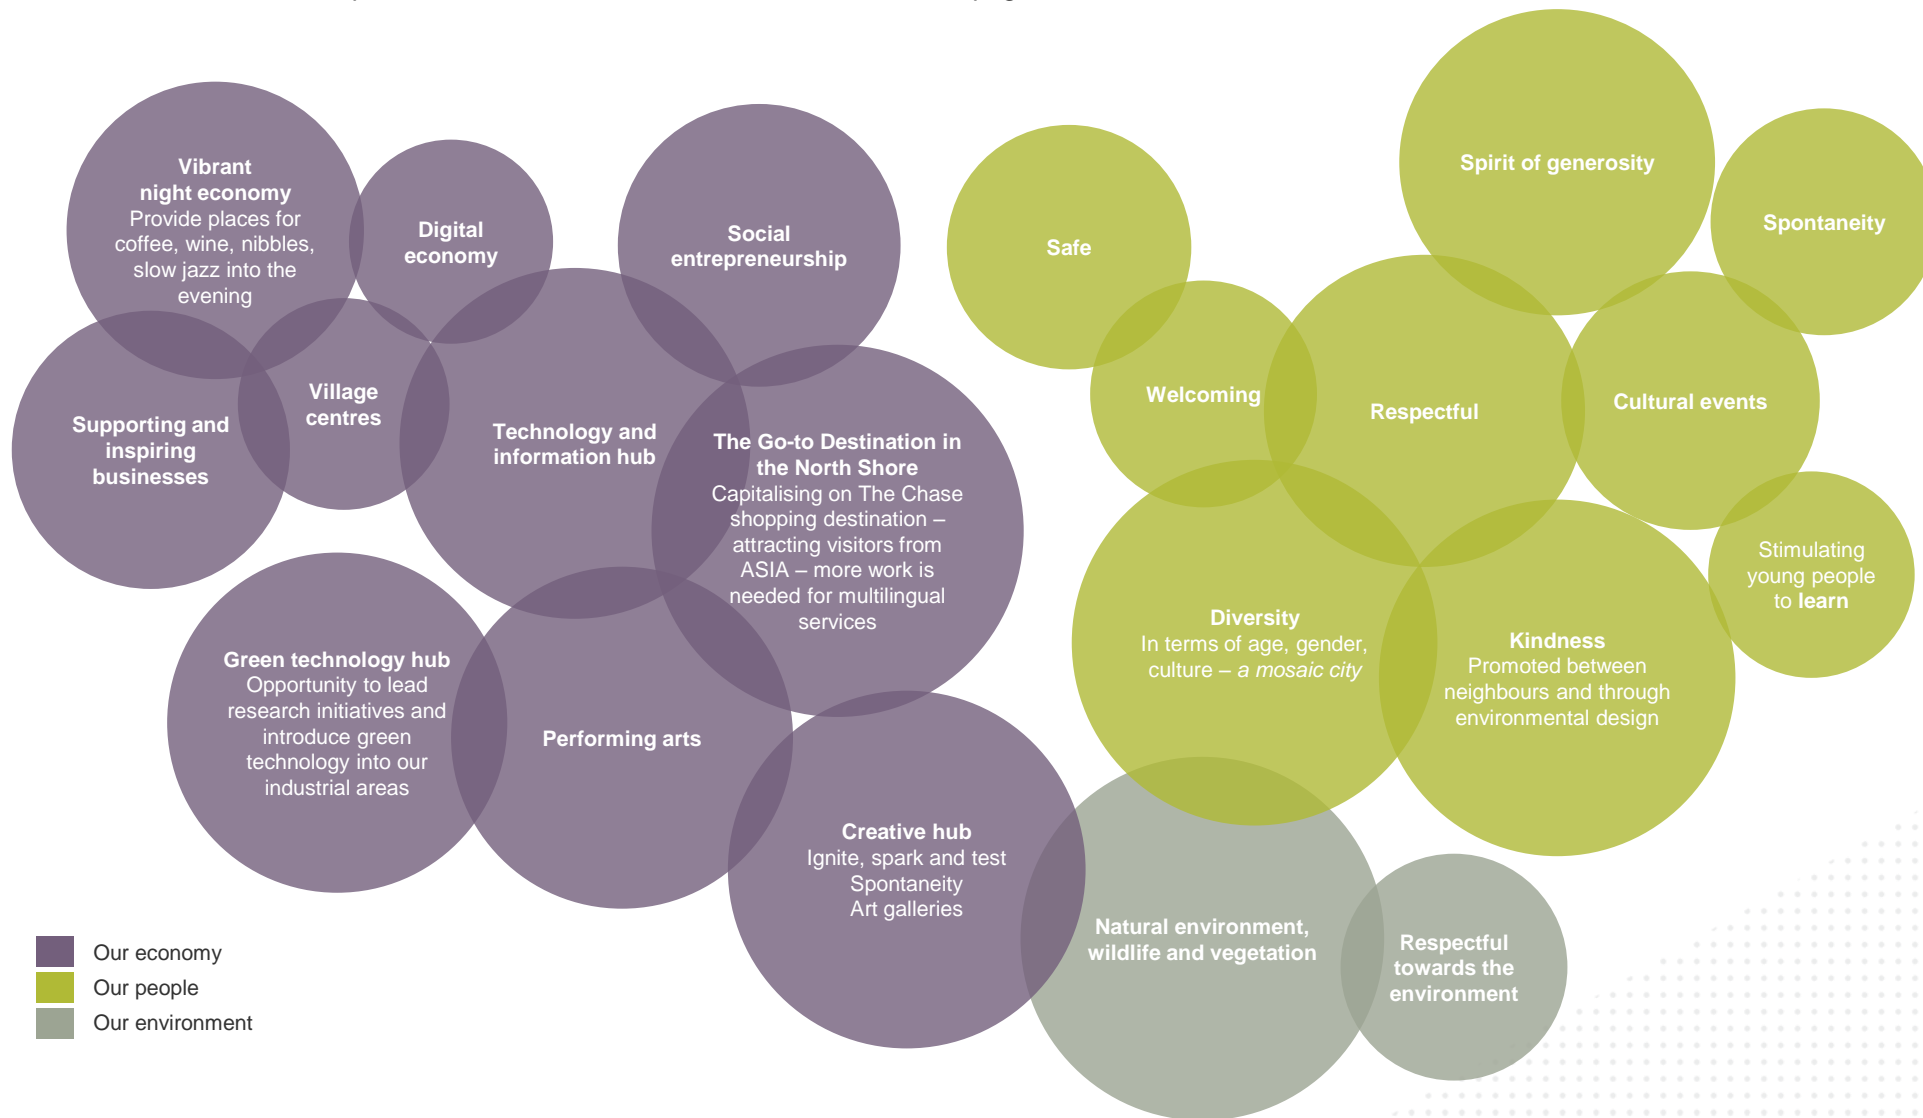 Vibrant
night economy
Provide places for
coffee, wine, nibbles,
slow jazz into the
evening
Digital
economy
Social
entrepreneurship
Supporting and
inspiring
businesses
Village
centres
Technology and
information hub
The Go-to Destination in
the North Shore
Capitalising on The Chase
shopping destination –
attracting visitors from
ASIA – more work is
needed for multilingual
services
Green technology hub
Opportunity to lead
research initiatives and
introduce green
technology into our
industrial areas
Performing arts
Creative hub
Ignite, spark and test
Spontaneity
Art galleries
Safe
Spirit of generosity
Spontaneity
Welcoming
Respectful
Cultural events
Stimulating
young people
to learn
Diversity
In terms of age, gender,
culture – a mosaic city
Kindness
Promoted between
neighbours and through
environmental design
Natural environment,
wildlife and vegetation
Respectful
towards the
environment
Our economy
Our people
Our environment